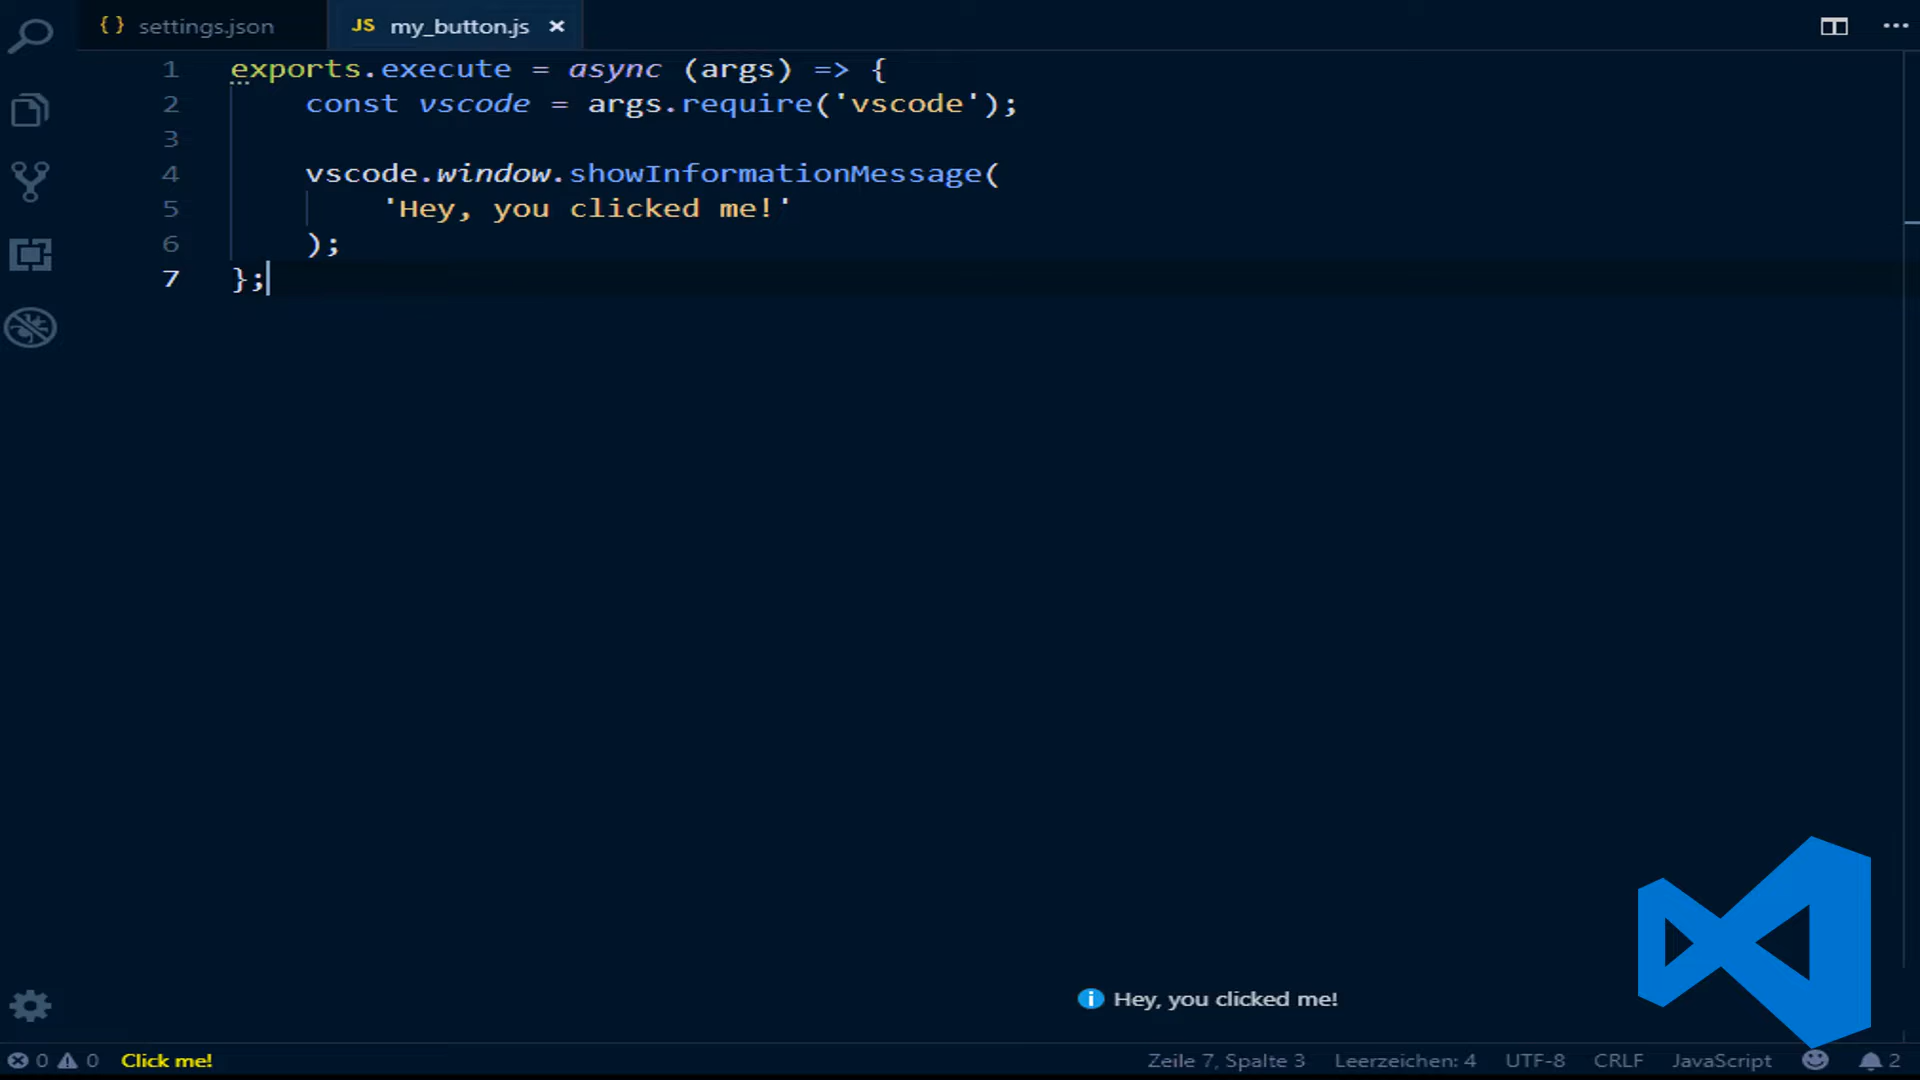 { } settings.json
JS my_button.js ×
1 exports.execute = async (args) => {
2 const vscode = args.require('vscode');
3
4 vscode.window.showInformationMessage(
5 'Hey, you clicked me!'
6 );
7 };
i Hey, you clicked me!
0 0 Click me! Zeile 7, Spalte 3 Leerzeichen: 4 UTF-8 CRLF JavaScript 2